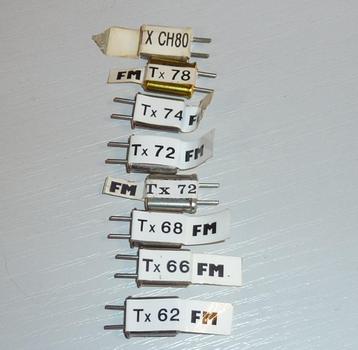 X CH80
FM Tx 78
Tx 74 FM
Tx 72 FM
FM Tx 72
Tx 68 FM
Tx 66 FM
Tx 62 FM